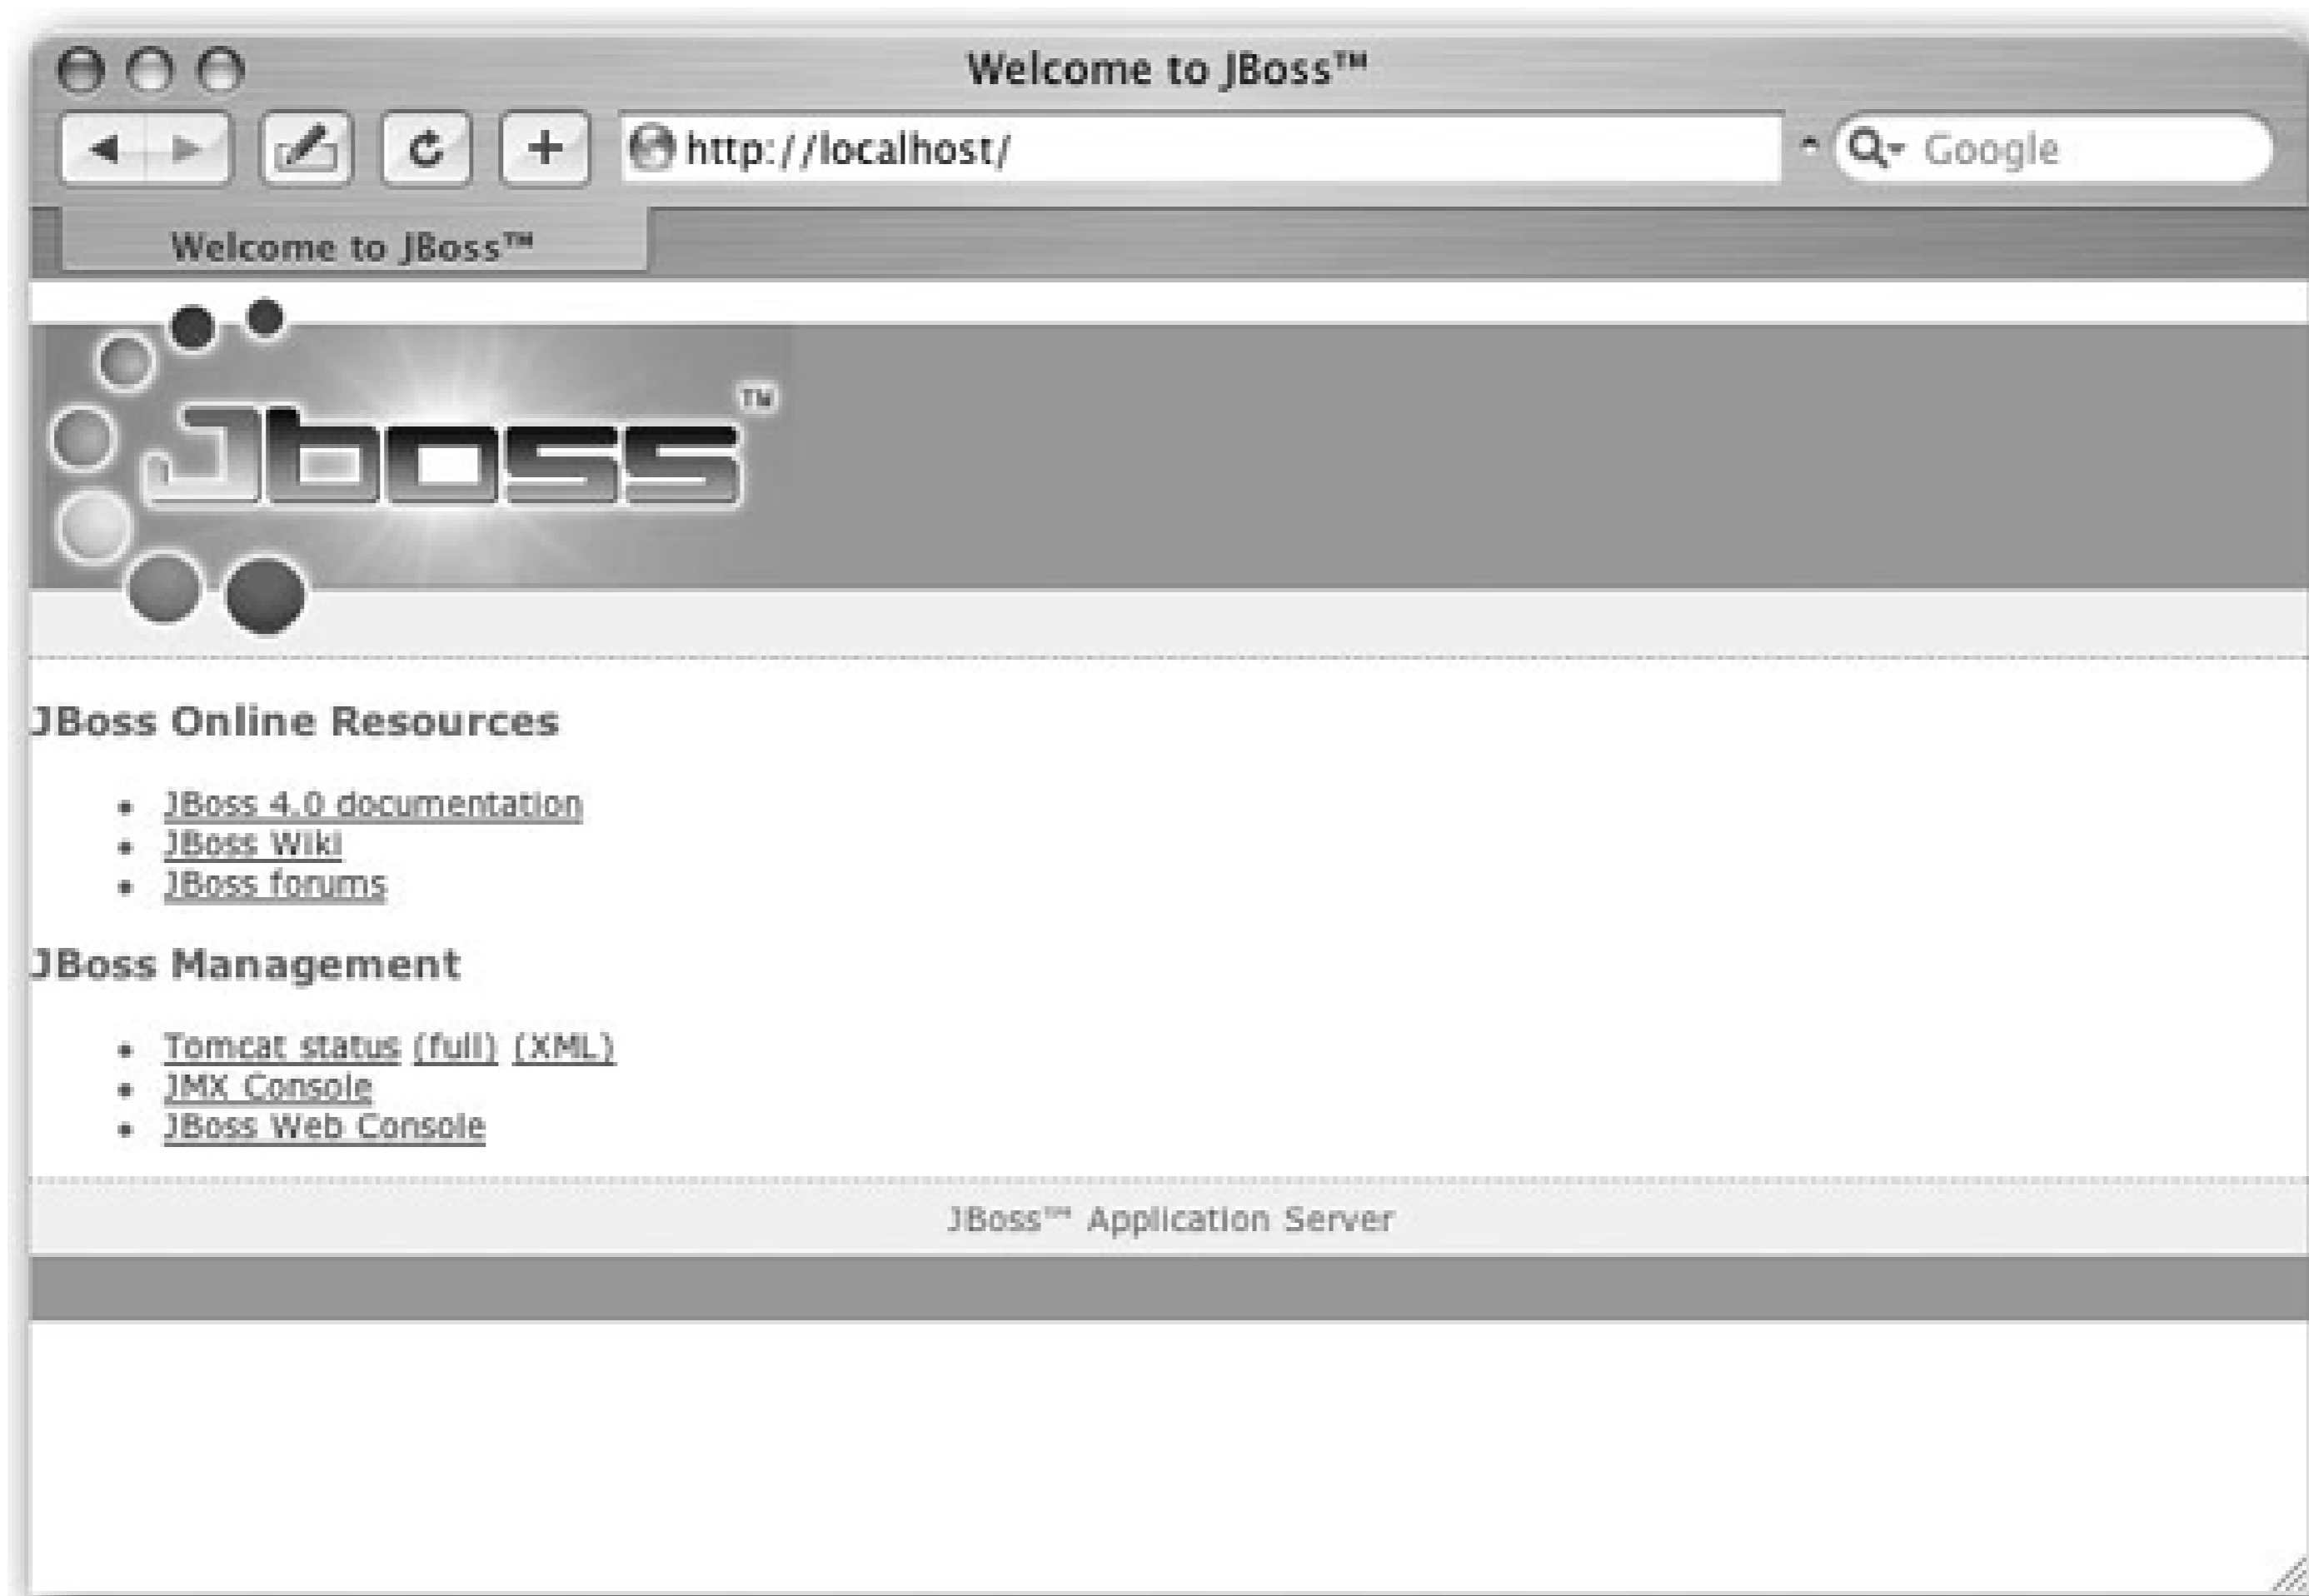 Welcome to JBoss™
http://localhost/
Google
Welcome to JBoss™
Jboss™
JBoss Online Resources
• JBoss 4.0 documentation
• JBoss Wiki
• JBoss forums
JBoss Management
• Tomcat status (full) (XML)
• JMX Console
• JBoss Web Console
JBoss™ Application Server